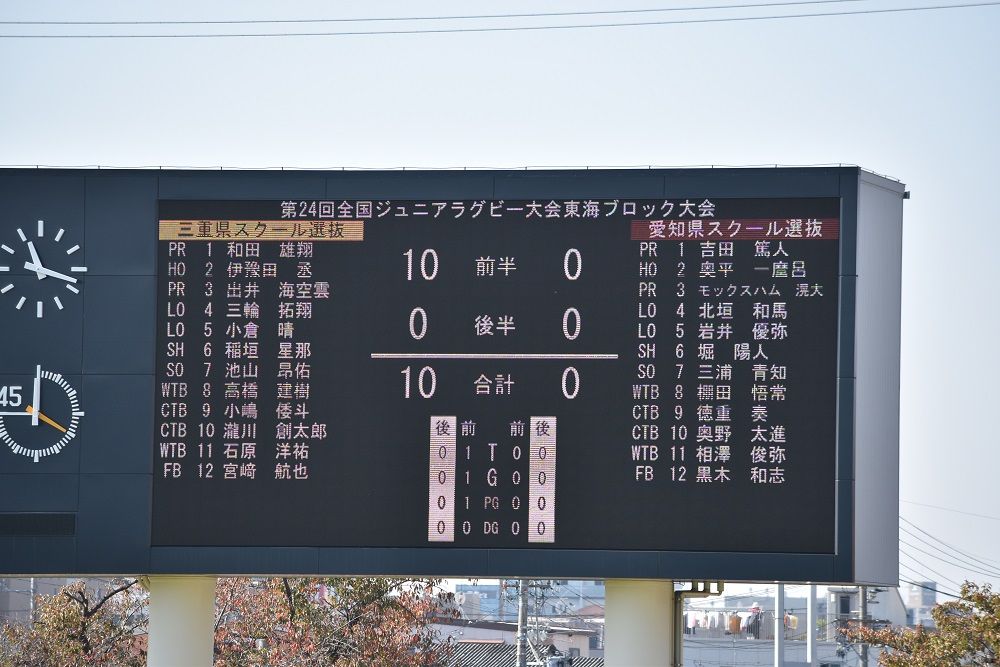 第24回全国ジュニアラグビー大会東海ブロック大会
三重県スクール選抜
PR 1 和田 雄翔
HO 2 伊豫田 丞
PR 3 出井 海空雲
LO 4 三輪 拓翔
LO 5 小倉 晴
SH 6 稲垣 星那
SO 7 池山 昂佑
WTB 8 高橋 建樹
CTB 9 小嶋 倭斗
CTB 10 瀧川 創太郎
WTB 11 石原 洋祐
FB 12 宮﨑 航也
10 前半 0
0 後半 0
10 合計 0
後 前 前 後
0 1 T 0 0
0 1 G 0 0
0 1 PG 0 0
0 0 DG 0 0
愛知県スクール選抜
PR 1 吉田 篤人
HO 2 奥平 一磨呂
PR 3 モックスハム 滉大
LO 4 北垣 和馬
LO 5 岩井 優弥
SH 6 堀 陽人
SO 7 三浦 青知
WTB 8 棚田 悟常
CTB 9 徳重 奏
CTB 10 奥野 太進
WTB 11 相澤 俊弥
FB 12 黒木 和志
45